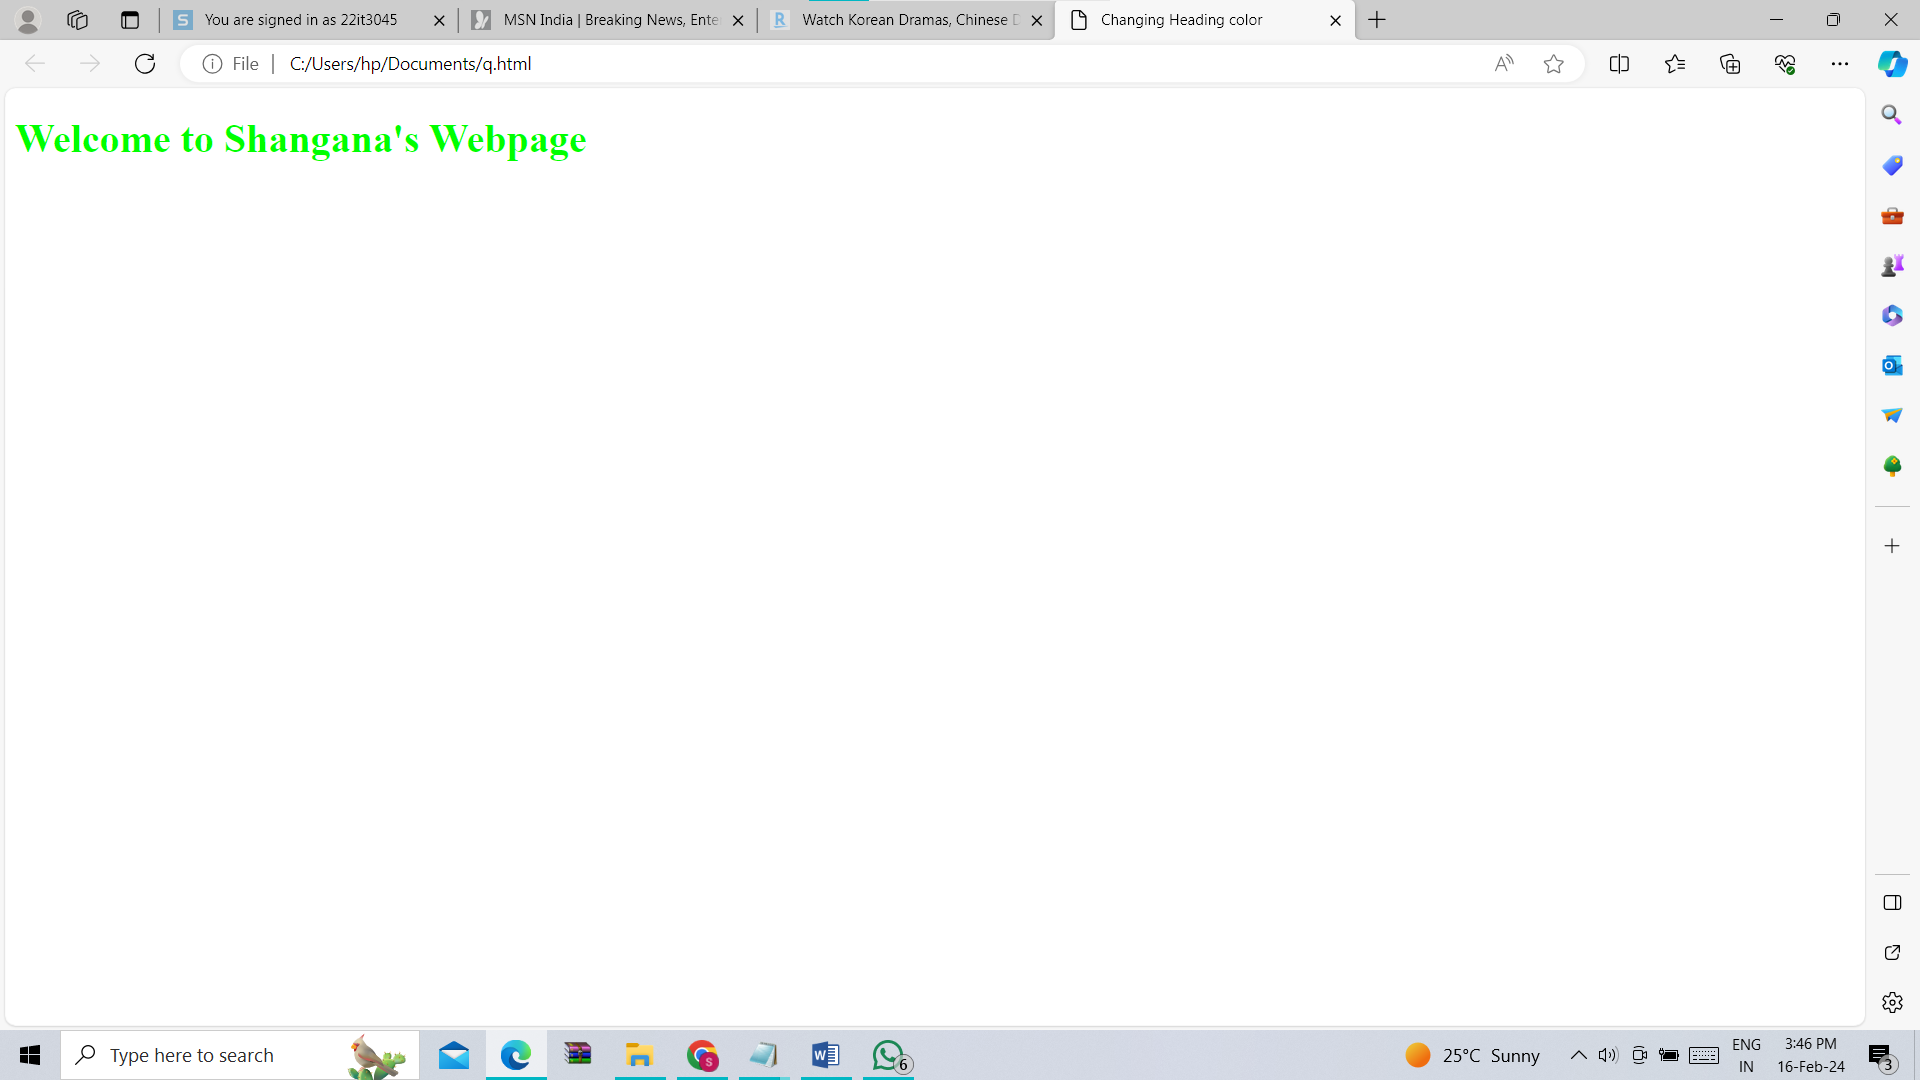 You are signed in as 22it3045
MSN India | Breaking News, Ente
Watch Korean Dramas, Chinese D
Changing Heading color
File
C:/Users/hp/Documents/q.html
Welcome to Shangana's Webpage
Type here to search
6
25°C Sunny
ENG
IN
3:46 PM
16-Feb-24
3